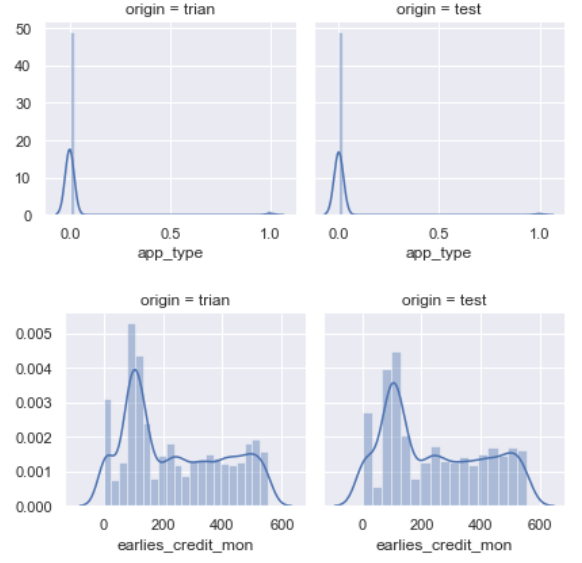 origin = trian
origin = test
50
40
30
20
10
0
0.0 0.5 1.0
0.0 0.5 1.0
app_type
app_type
origin = trian
origin = test
0.005
0.004
0.003
0.002
0.001
0.000
0 200 400 600
0 200 400 600
earlies_credit_mon
earlies_credit_mon